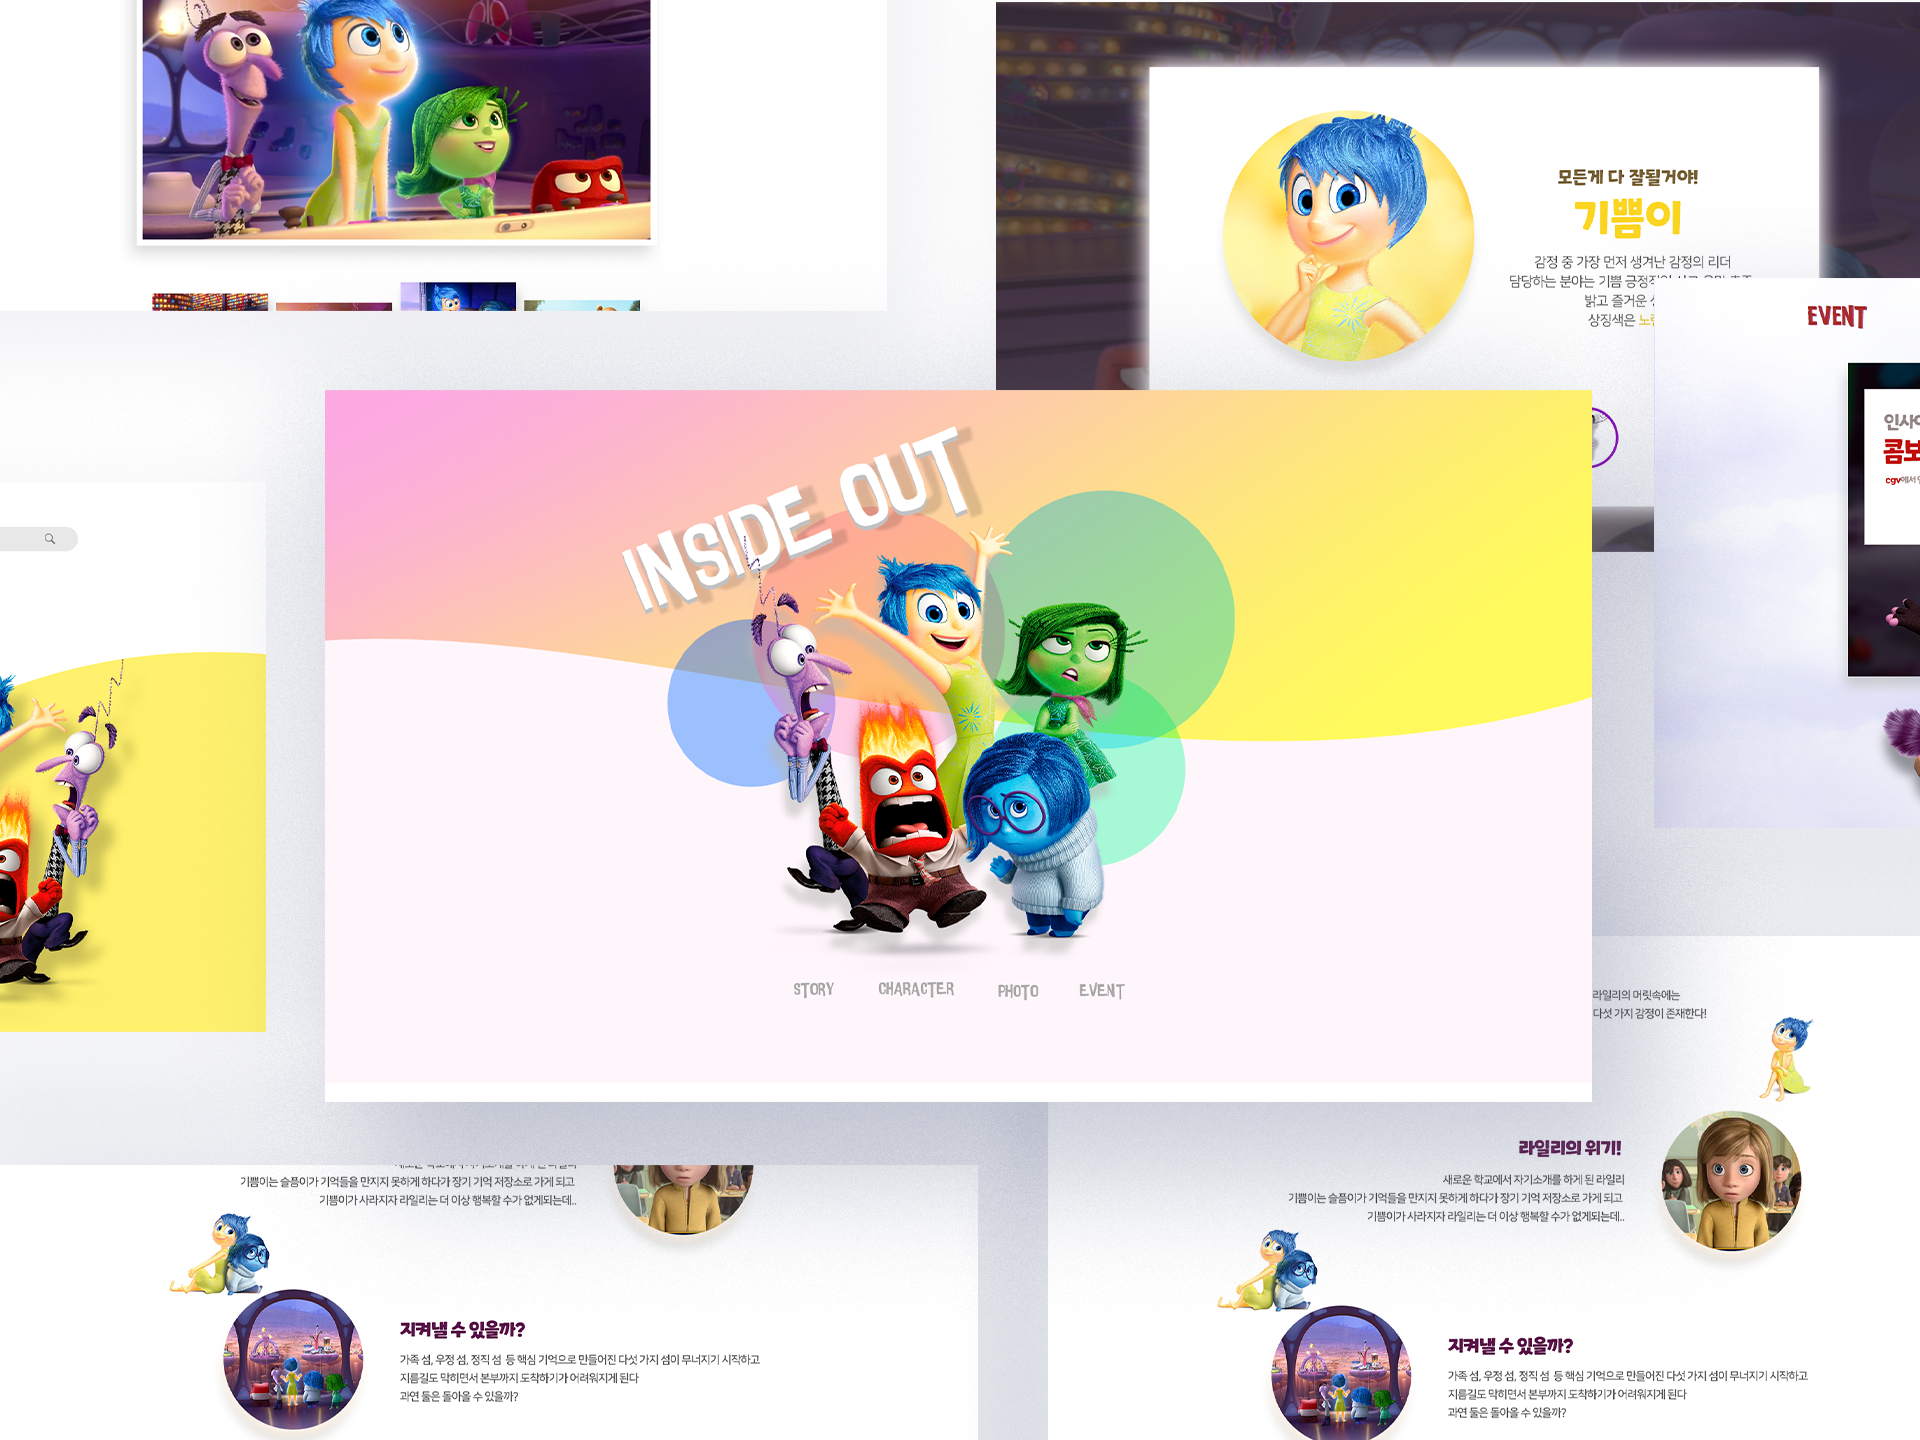 모든게 다 잘될거야!
기쁨이
감정 중 가장 먼저 생겨난 감정의 리더
담당하는 분야는 기쁨 긍정적인
밝고 즐거운
상징색은
EVENT
인사이
콤보
cgv에서
INSIDE OUT
STORY CHARACTER PHOTO EVENT
라일리의 머릿속에는
다섯 가지 감정이 존재한다!
라일리의 위기!
새로운 학교에서 자기소개를 하게 된 라일리
기쁨이는 슬픔이가 기억들을 만지지 못하게 하다가 장기 기억 저장소로 가게 되고
기쁨이가 사라지자 라일리는 더 이상 행복할 수가 없게되는데..
지켜낼 수 있을까?
가족 섬, 우정 섬, 정직 섬 등 핵심 기억으로 만들어진 다섯 가지 섬이 무너지기 시작하고
지름길도 막히면서 본부까지 도착하기가 어려워지게 된다
과연 둘은 돌아올 수 있을까?
기쁨이는 슬픔이가 기억들을 만지지 못하게 하다가 장기 기억 저장소로 가게 되고
기쁨이가 사라지자 라일리는 더 이상 행복할 수가 없게되는데..
지켜낼 수 있을까?
가족 섬, 우정 섬, 정직 섬 등 핵심 기억으로 만들어진 다섯 가지 섬이 무너지기 시작하고
지름길도 막히면서 본부까지 도착하기가 어려워지게 된다
과연 둘은 돌아올 수 있을까?